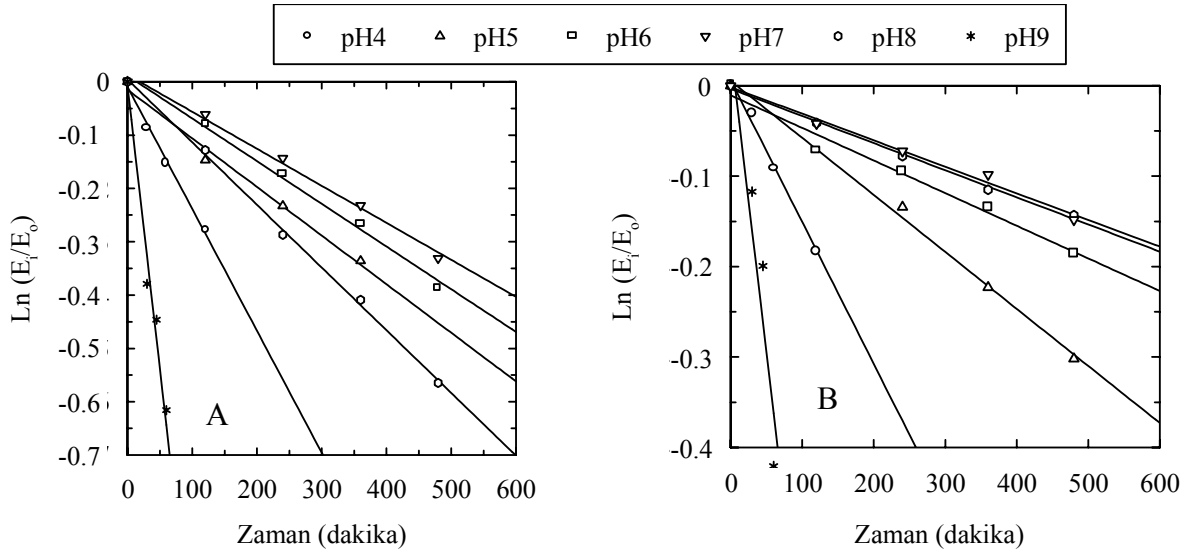 pH4 pH5 pH6 pH7 pH8 pH9
0
-0.1
-0.2
-0.3
-0.4
-0.5
-0.6
-0.7
Ln (Ei/Eo)
A
0 100 200 300 400 500 600
Zaman (dakika)
0
-0.1
-0.2
-0.3
-0.4
Ln (Ei/Eo)
B
0 100 200 300 400 500 600
Zaman (dakika)